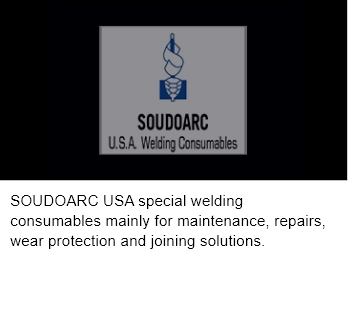 SOUDOARC
U.S.A. Welding Consumables
SOUDOARC USA special welding
consumables mainly for maintenance, repairs,
wear protection and joining solutions.